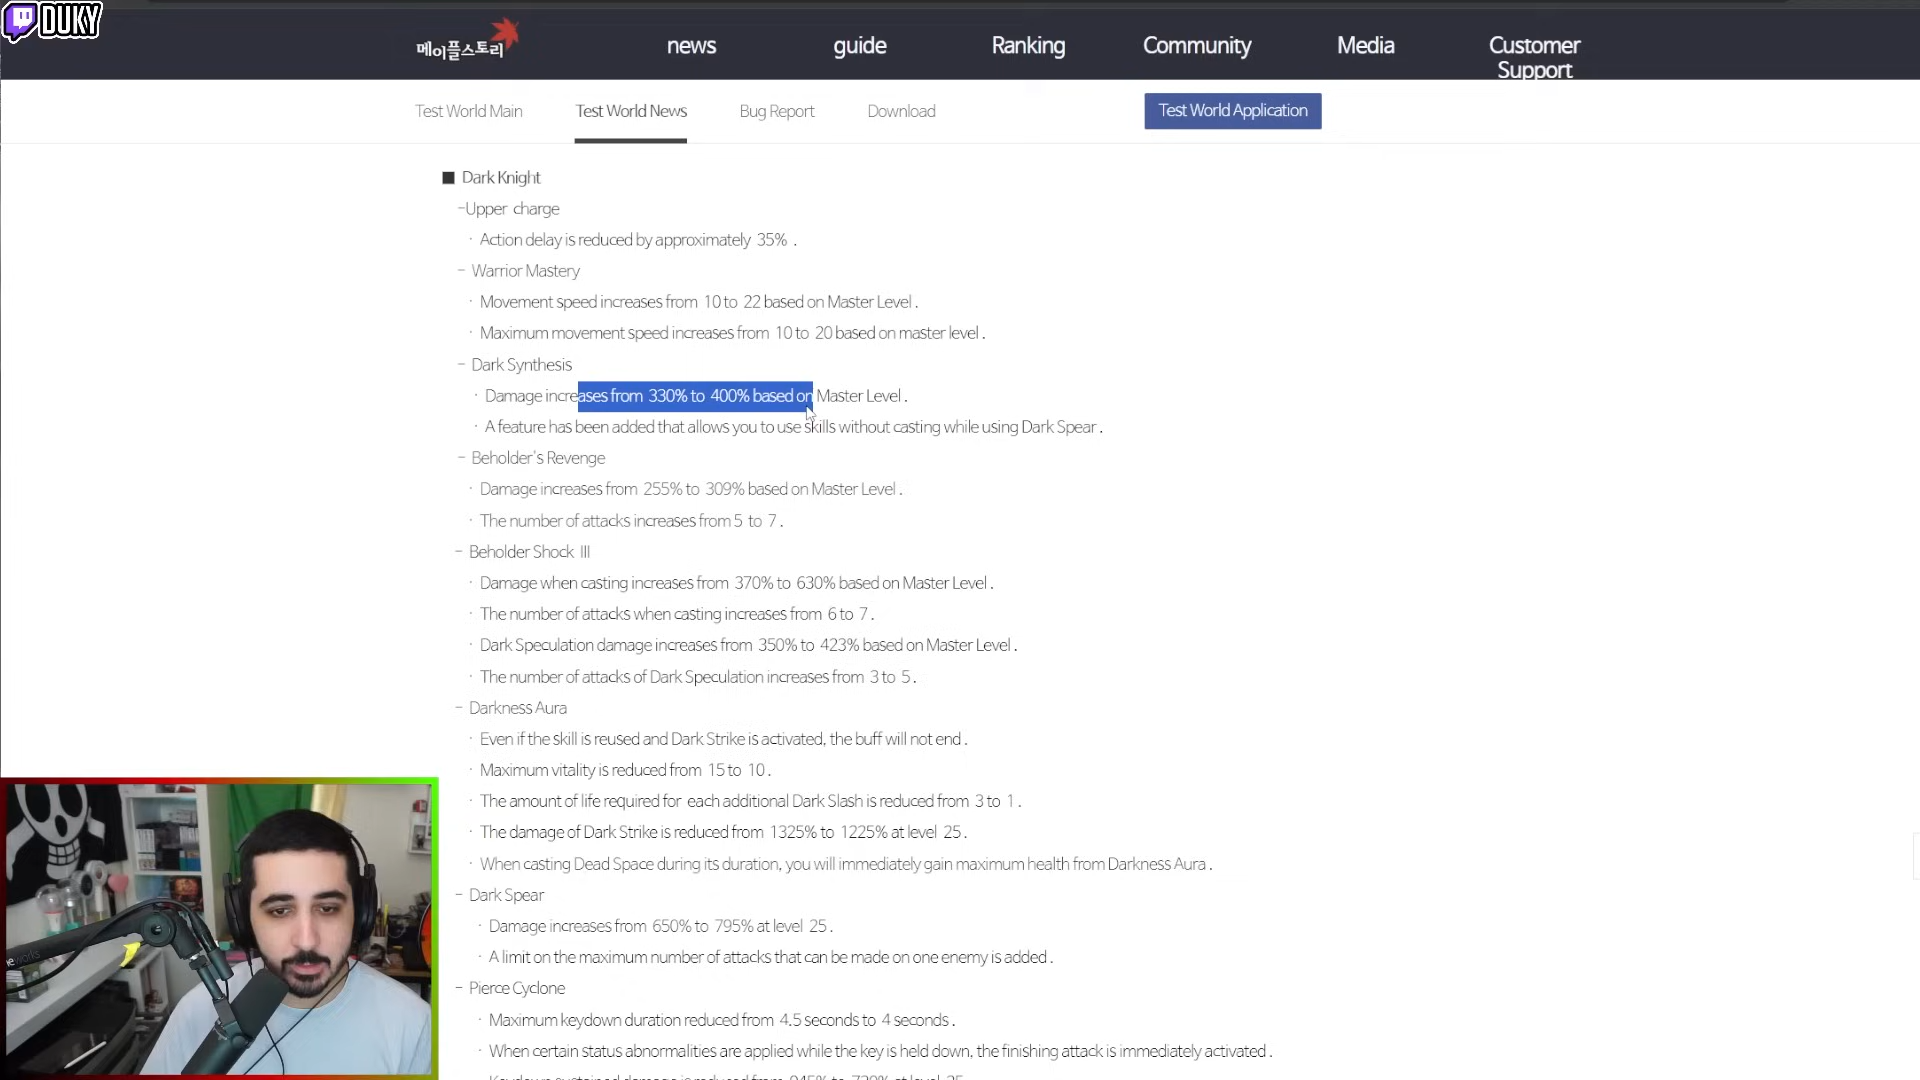 DUKY
메이플스토리
news
guide
Ranking
Community
Media
Customer
Support
Test World Main
Test World News
Bug Report
Download
Test World Application
■ Dark Knight
-Upper charge
· Action delay is reduced by approximately 35% .
- Warrior Mastery
· Movement speed increases from 10 to 22 based on Master Level .
· Maximum movement speed increases from 10 to 20 based on master level .
- Dark Synthesis
· Damage increases from 330% to 400% based on Master Level .
· A feature has been added that allows you to use skills without casting while using Dark Spear .
- Beholder's Revenge
· Damage increases from 255% to 309% based on Master Level .
· The number of attacks increases from 5 to 7 .
- Beholder Shock III
· Damage when casting increases from 370% to 630% based on Master Level .
· The number of attacks when casting increases from 6 to 7 .
· Dark Speculation damage increases from 350% to 423% based on Master Level .
· The number of attacks of Dark Speculation increases from 3 to 5 .
- Darkness Aura
· Even if the skill is reused and Dark Strike is activated, the buff will not end .
· Maximum vitality is reduced from 15 to 10 .
· The amount of life required for each additional Dark Slash is reduced from 3 to 1 .
· The damage of Dark Strike is reduced from 1325% to 1225% at level 25 .
· When casting Dead Space during its duration, you will immediately gain maximum health from Darkness Aura .
- Dark Spear
· Damage increases from 650% to 795% at level 25 .
· A limit on the maximum number of attacks that can be made on one enemy is added .
- Pierce Cyclone
· Maximum keydown duration reduced from 4.5 seconds to 4 seconds .
· When certain status abnormalities are applied while the key is held down, the finishing attack is immediately activated .